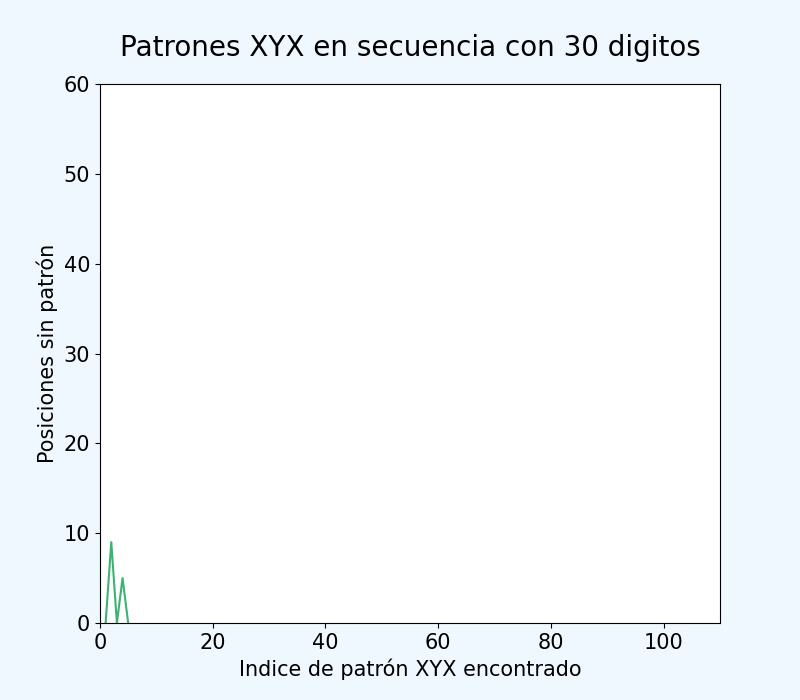 Patrones XYX en secuencia con 30 digitos
60
50
40
30
20
10
0
Posiciones sin patrón
0 20 40 60 80 100
Indice de patrón XYX encontrado